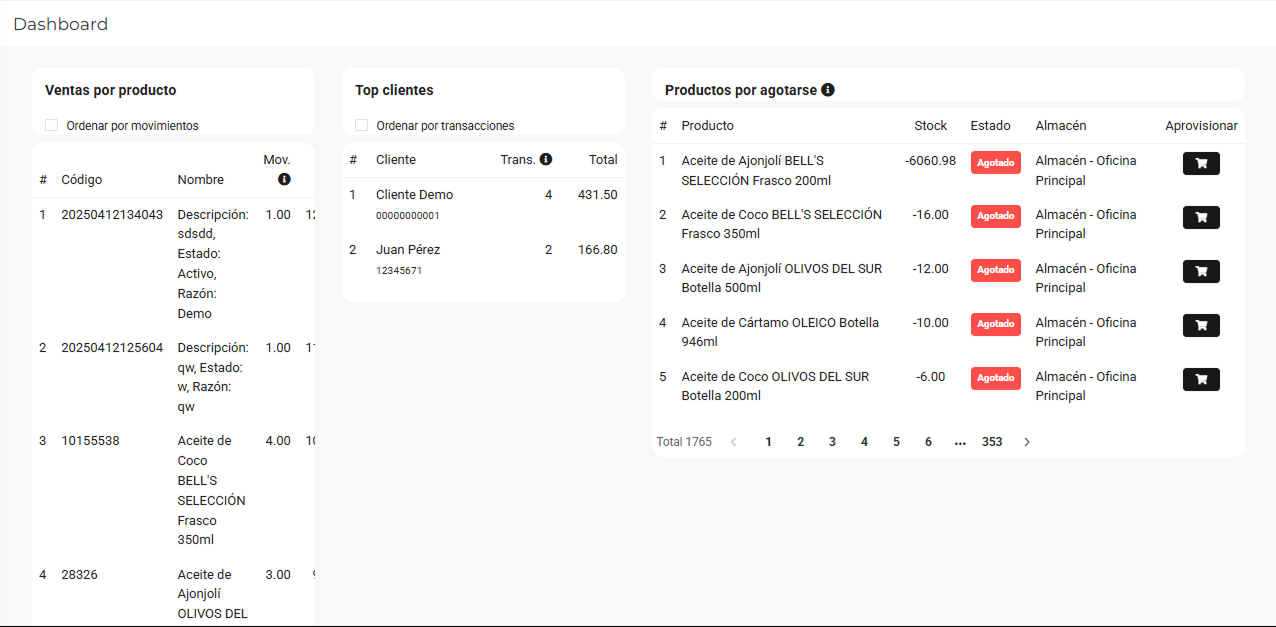 Dashboard
Ventas por producto
Ordenar por movimientos
Mov.
# Código Nombre
1 20250412134043 Descripción: 1.00
sdsdd,
Estado:
Activo,
Razón:
Demo
2 20250412125604 Descripción: 1.00
qw, Estado:
w, Razón:
qw
3 10155538 Aceite de 4.00
Coco
BELL'S
SELECCIÓN
Frasco
350ml
4 28326 Aceite de 3.00
Ajonjolí
OLIVOS DEL
Top clientes
Ordenar por transacciones
# Cliente Trans. Total
1 Cliente Demo 4 431.50
00000000001
2 Juan Pérez 2 166.80
12345671
Productos por agotarse
# Producto Stock Estado Almacén Aprovisionar
1 Aceite de Ajonjolí BELL'S -6060.98 Agotado Almacén - Oficina
SELECCIÓN Frasco 200ml Principal
2 Aceite de Coco BELL'S SELECCIÓN -16.00 Agotado Almacén - Oficina
Frasco 350ml Principal
3 Aceite de Ajonjolí OLIVOS DEL SUR -12.00 Agotado Almacén - Oficina
Botella 500ml Principal
4 Aceite de Cártamo OLEICO Botella -10.00 Agotado Almacén - Oficina
946ml Principal
5 Aceite de Coco OLIVOS DEL SUR -6.00 Agotado Almacén - Oficina
Botella 200ml Principal
Total 1765 < 1 2 3 4 5 6 ... 353 >